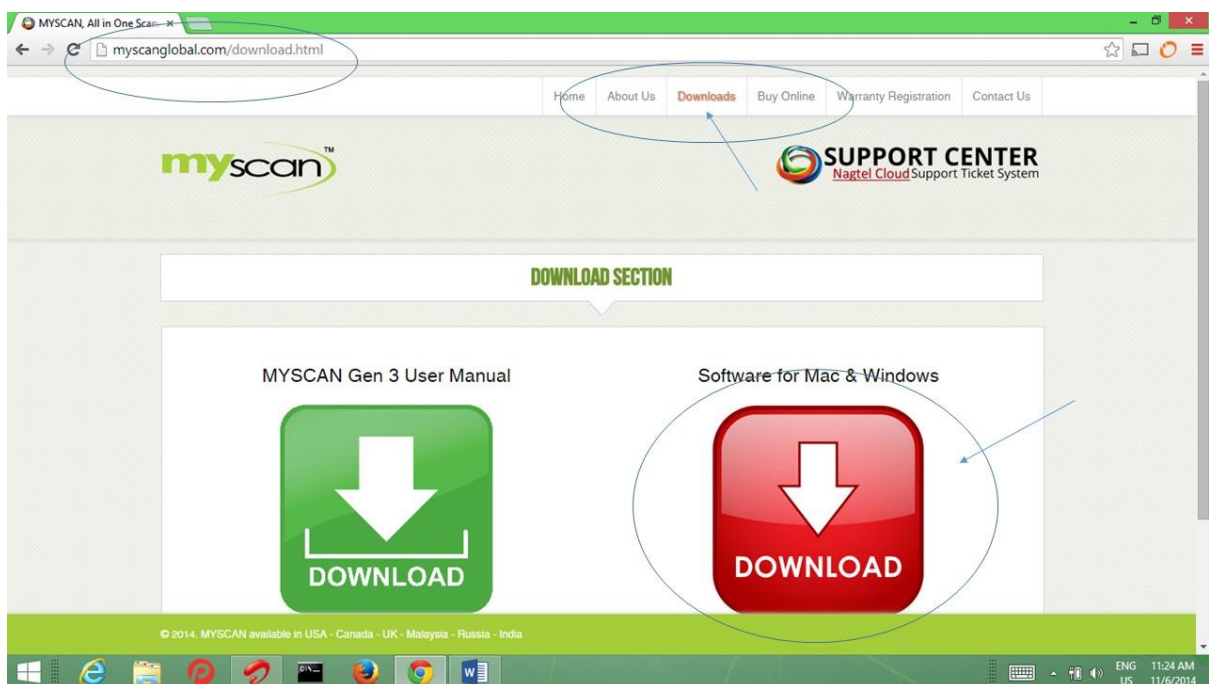 MYSCAN, All in One Scan
myscanglobal.com/download.html
Home About Us Downloads Buy Online Warranty Registration Contact Us
myscan™
SUPPORT CENTER
Nagtel Cloud Support Ticket System
DOWNLOAD SECTION
MYSCAN Gen 3 User Manual
Software for Mac & Windows
DOWNLOAD
DOWNLOAD
© 2014. MYSCAN available in USA - Canada - UK - Malaysia - Russia - India
ENG 11:24 AM
US 11/6/2014